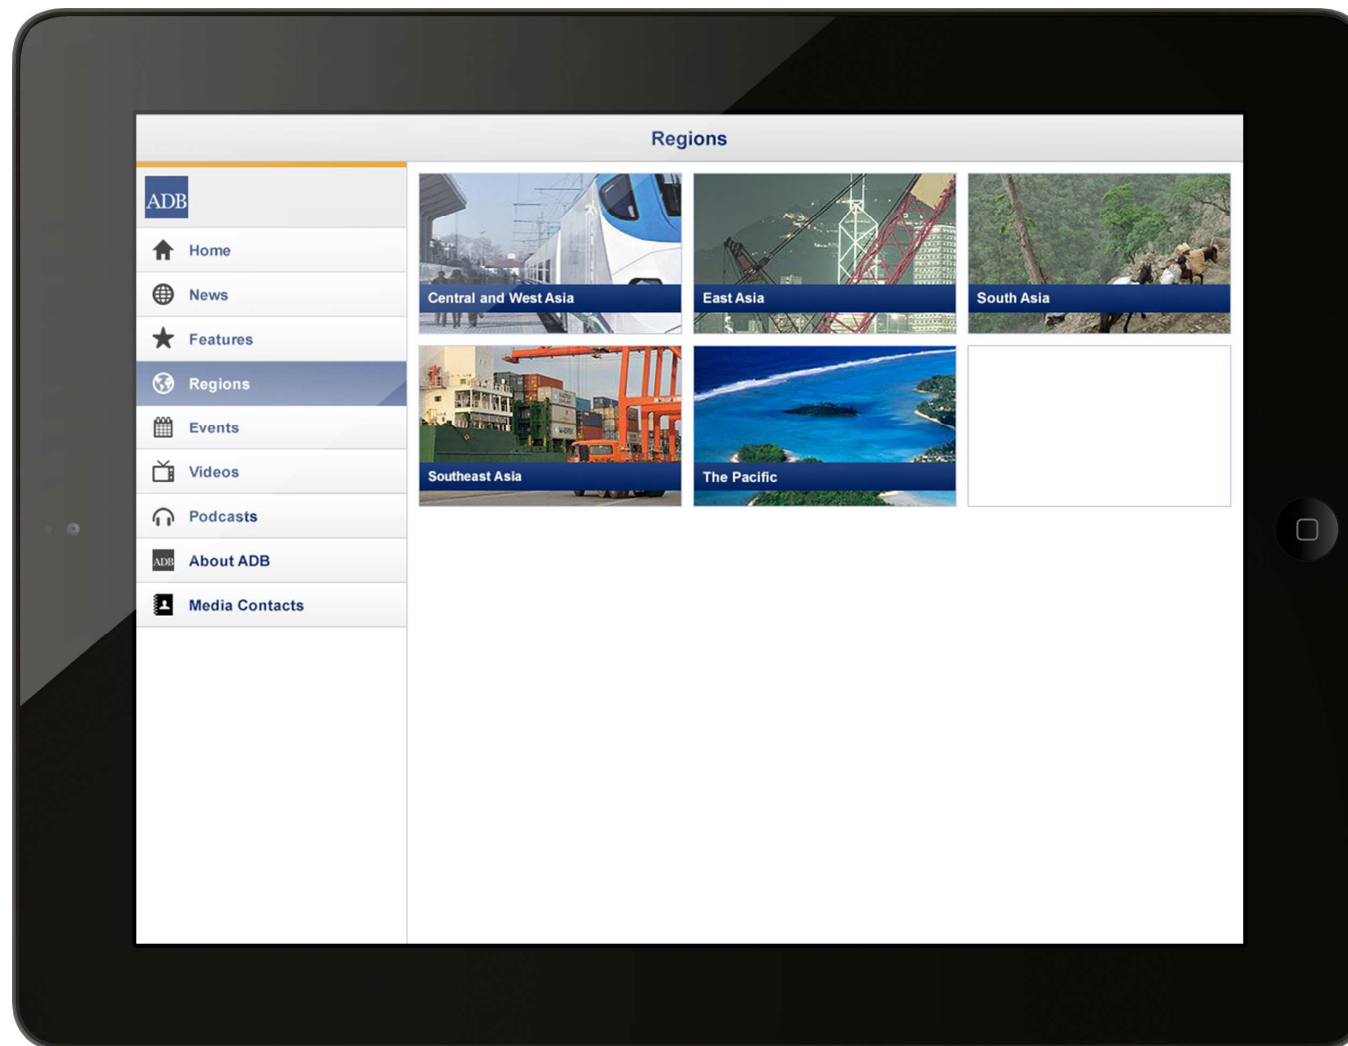 Regions
ADB
Home
News
Features
Regions
Events
Videos
Podcasts
ADB About ADB
Media Contacts
Central and West Asia
East Asia
South Asia
Southeast Asia
The Pacific